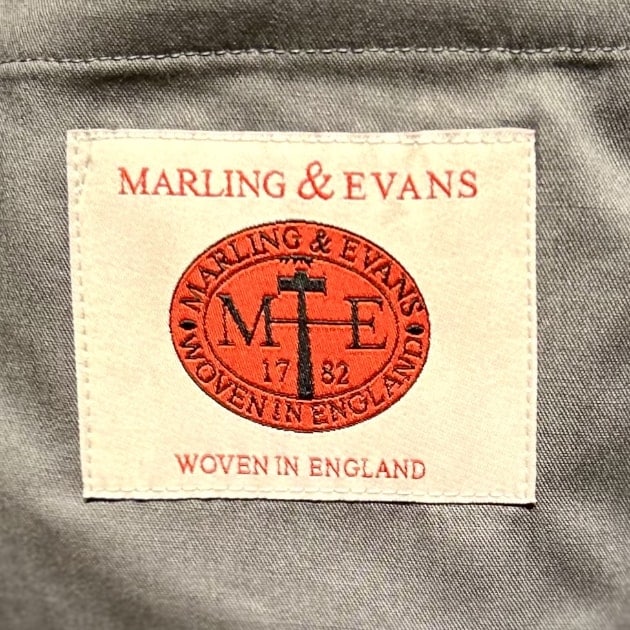 MARLING & EVANS
MARLING & EVANS
M E
17 82
WOVEN IN ENGLAND
WOVEN IN ENGLAND